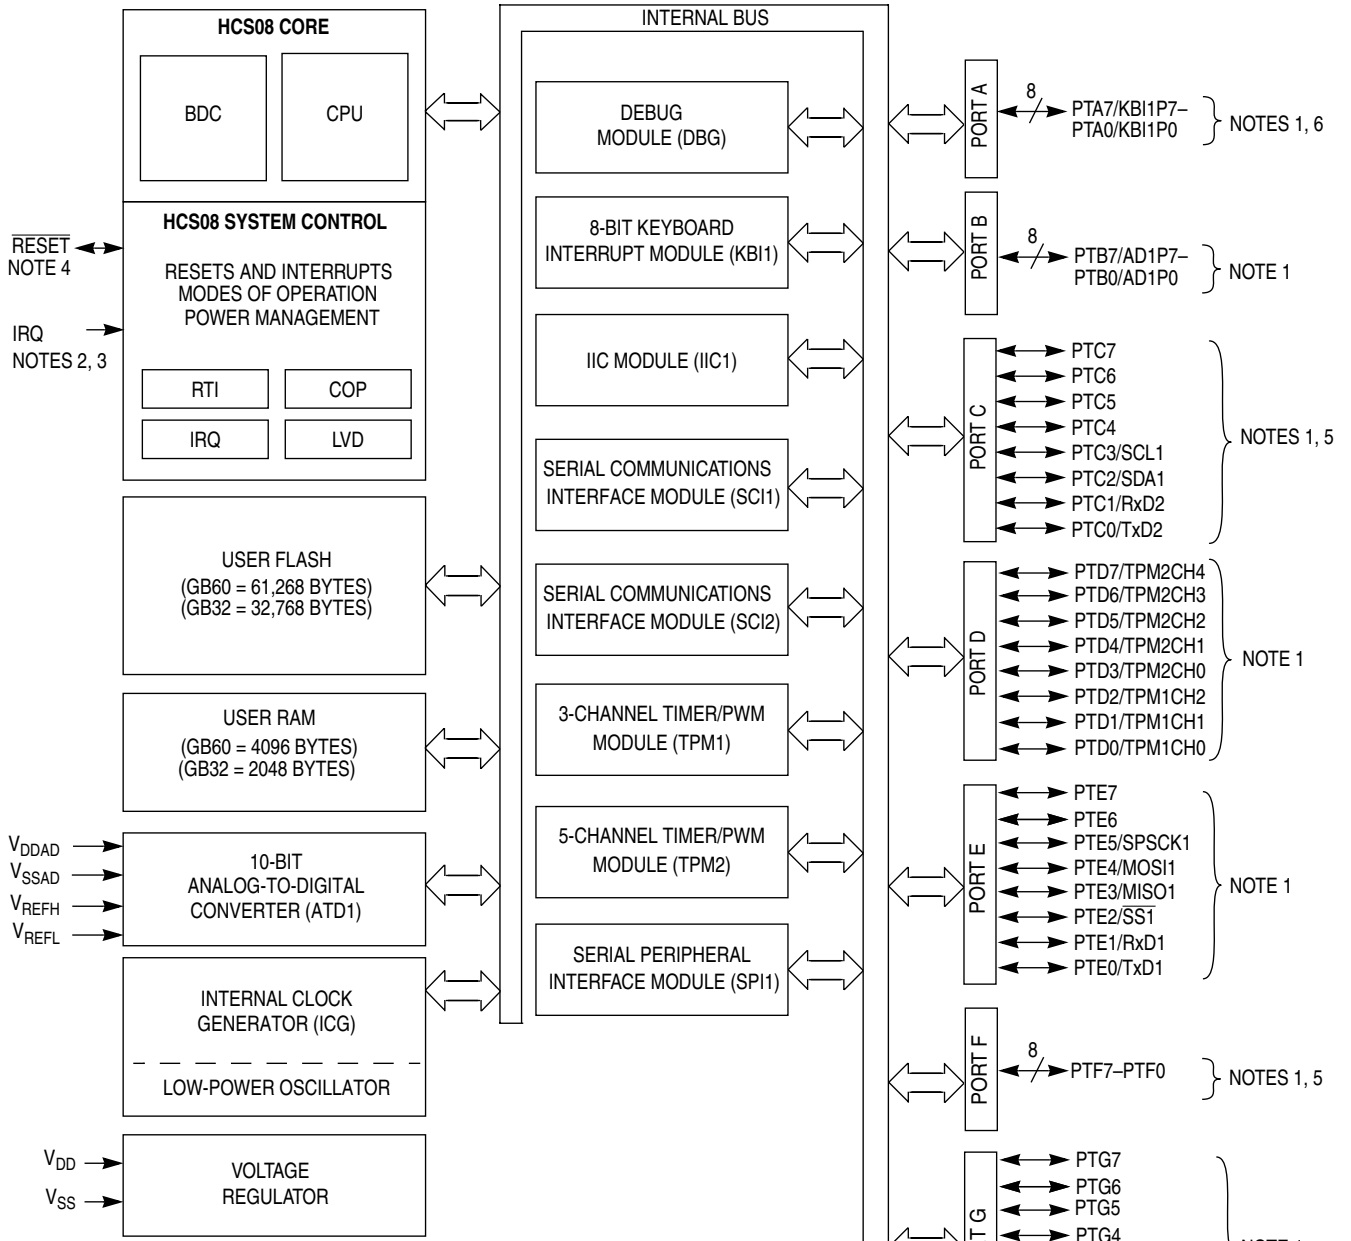 INTERNAL BUS
HCS08 CORE
BDC
CPU
HCS08 SYSTEM CONTROL
RESETS AND INTERRUPTS
MODES OF OPERATION
POWER MANAGEMENT
RTI
COP
IRQ
LVD
RESET
NOTE 4
IRQ
NOTES 2, 3
USER FLASH
(GB60 = 61,268 BYTES)
(GB32 = 32,768 BYTES)
USER RAM
(GB60 = 4096 BYTES)
(GB32 = 2048 BYTES)
VDDAD
VSSAD
VREFH
VREFL
10-BIT
ANALOG-TO-DIGITAL
CONVERTER (ATD1)
INTERNAL CLOCK
GENERATOR (ICG)
LOW-POWER OSCILLATOR
VDD
VSS
VOLTAGE
REGULATOR
DEBUG
MODULE (DBG)
8-BIT KEYBOARD
INTERRUPT MODULE (KBI1)
IIC MODULE (IIC1)
SERIAL COMMUNICATIONS
INTERFACE MODULE (SCI1)
SERIAL COMMUNICATIONS
INTERFACE MODULE (SCI2)
3-CHANNEL TIMER/PWM
MODULE (TPM1)
5-CHANNEL TIMER/PWM
MODULE (TPM2)
SERIAL PERIPHERAL
INTERFACE MODULE (SPI1)
PORT A
8
PTA7/KBI1P7–
PTA0/KBI1P0
NOTES 1, 6
PORT B
8
PTB7/AD1P7–
PTB0/AD1P0
NOTE 1
PORT C
PTC7
PTC6
PTC5
PTC4
PTC3/SCL1
PTC2/SDA1
PTC1/RxD2
PTC0/TxD2
NOTES 1, 5
PORT D
PTD7/TPM2CH4
PTD6/TPM2CH3
PTD5/TPM2CH2
PTD4/TPM2CH1
PTD3/TPM2CH0
PTD2/TPM1CH2
PTD1/TPM1CH1
PTD0/TPM1CH0
NOTE 1
PORT E
PTE7
PTE6
PTE5/SPSCK1
PTE4/MOSI1
PTE3/MISO1
PTE2/SS1
PTE1/RxD1
PTE0/TxD1
NOTE 1
PORT F
8
PTF7–PTF0
NOTES 1, 5
T G
PTG7
PTG6
PTG5
PTG4